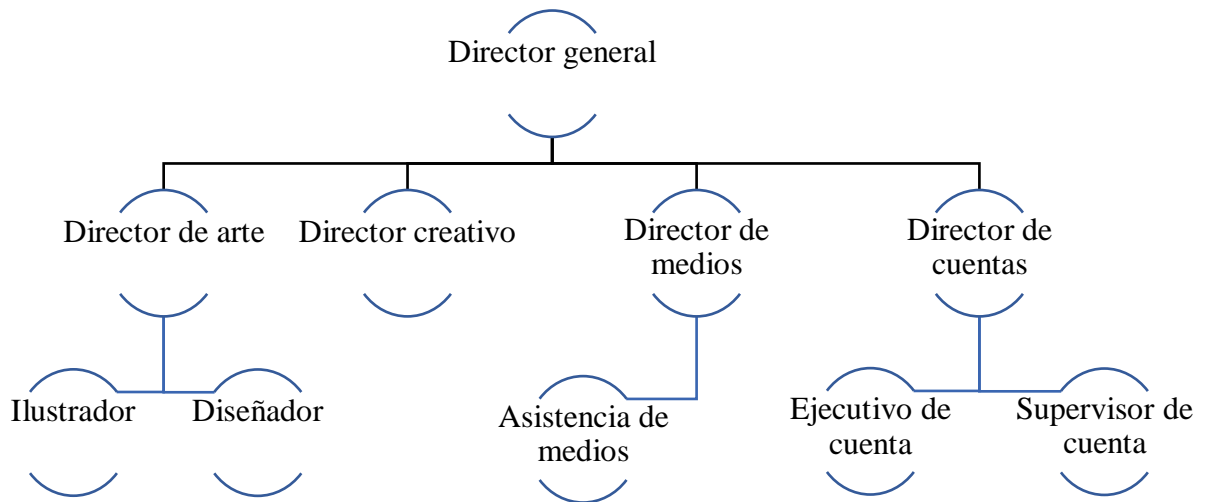 Director general
Director de arte
Director creativo
Director de
medios
Director de
cuentas
Ilustrador
Diseñador
Asistencia de
medios
Ejecutivo de
cuenta
Supervisor de
cuenta